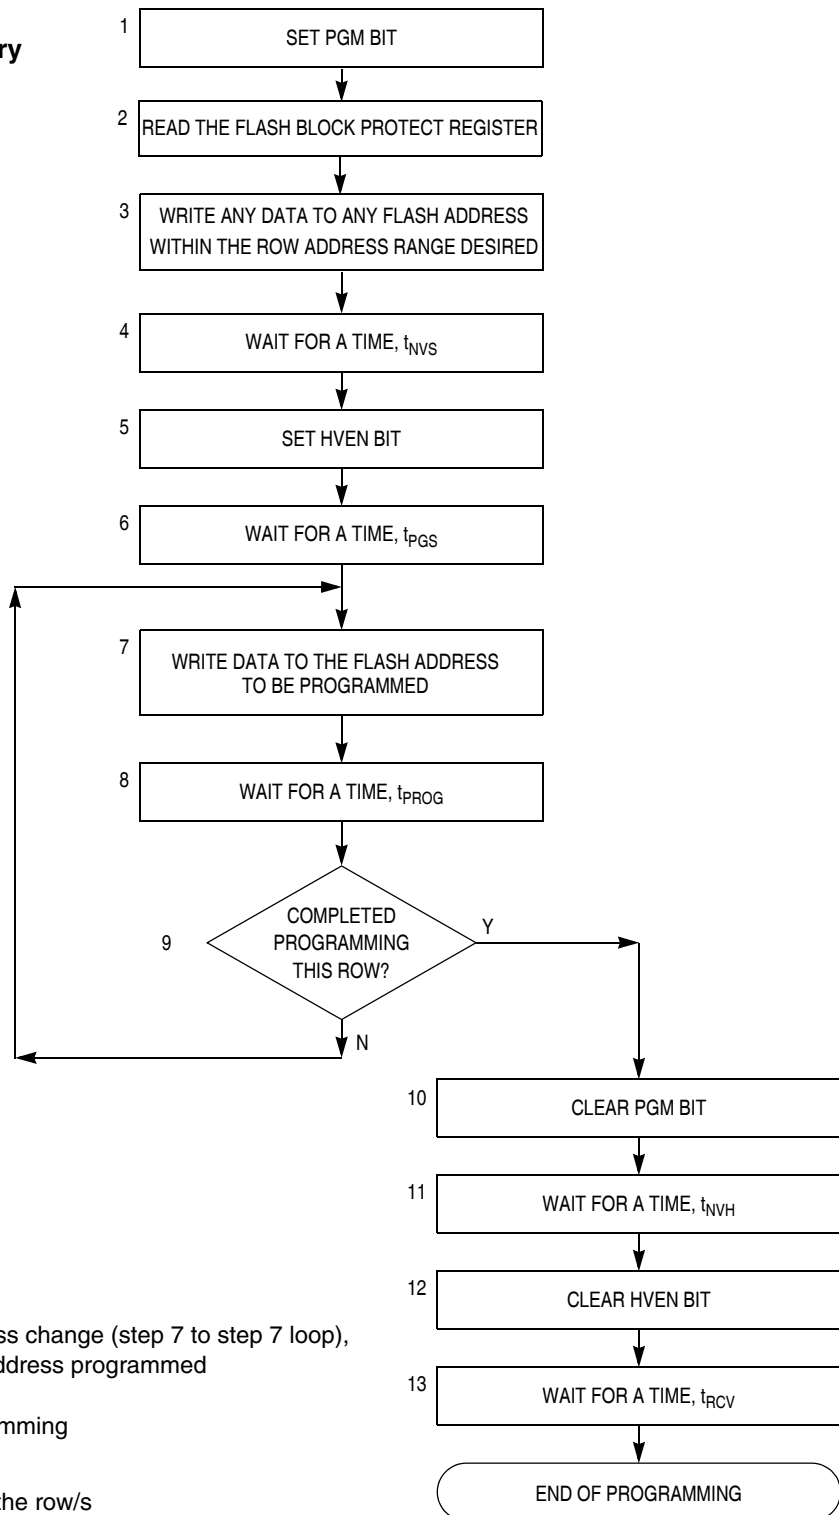 1
SET PGM BIT
2
READ THE FLASH BLOCK PROTECT REGISTER
3
WRITE ANY DATA TO ANY FLASH ADDRESS
WITHIN THE ROW ADDRESS RANGE DESIRED
4
WAIT FOR A TIME, tNVS
5
SET HVEN BIT
6
WAIT FOR A TIME, tPGS
7
WRITE DATA TO THE FLASH ADDRESS
TO BE PROGRAMMED
8
WAIT FOR A TIME, tPROG
9
COMPLETED
PROGRAMMING
THIS ROW?
Y
N
10
CLEAR PGM BIT
11
WAIT FOR A TIME, tNVH
12
CLEAR HVEN BIT
13
WAIT FOR A TIME, tRCV
END OF PROGRAMMING
change (step 7 to step 7 loop),
programmed
the row/s